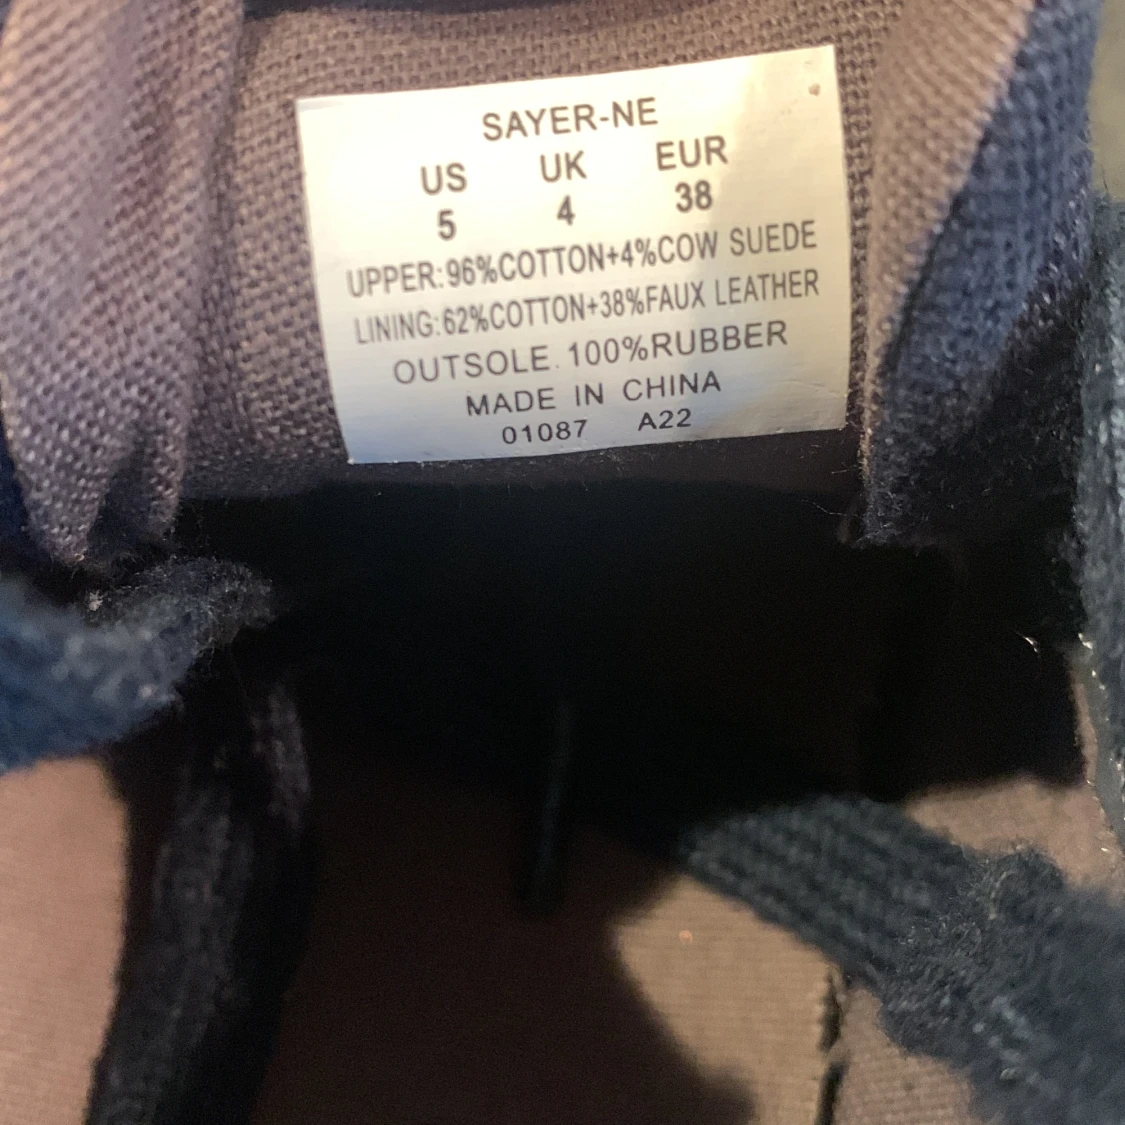 SAYER-NE
US UK EUR
5 4 38
UPPER:96%COTTON+4%COW SUEDE
LINING:62%COTTON+38%FAUX LEATHER
OUTSOLE. 100%RUBBER
MADE IN CHINA
01087 A22